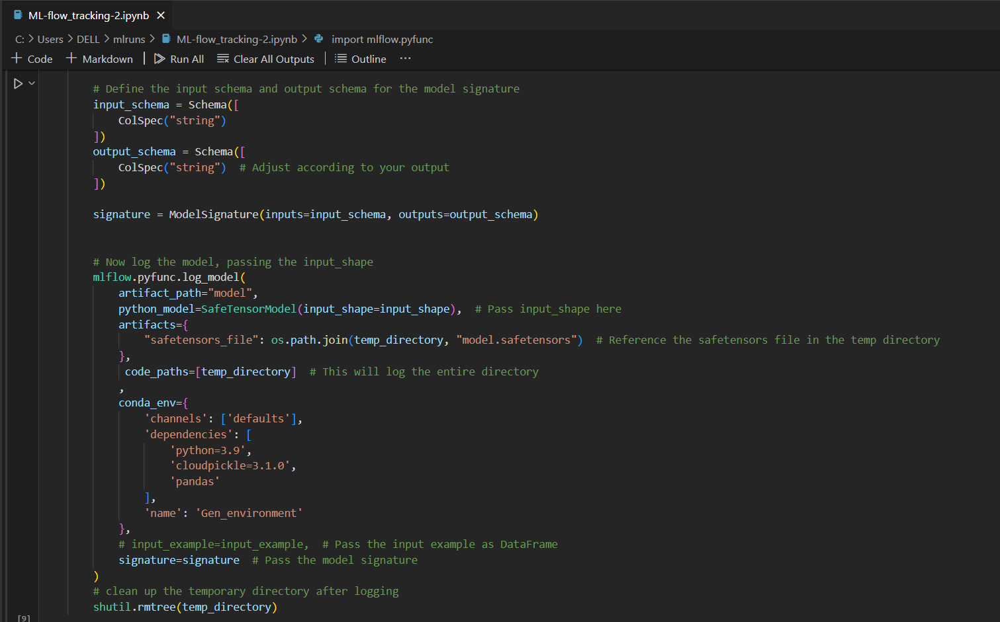 ML-flow_tracking-2.ipynb
C: > Users > DELL > mlruns > ML-flow_tracking-2.ipynb > import mlflow.pyfunc
+ Code + Markdown | Run All Clear All Outputs | Outline ...
# Define the input schema and output schema for the model signature
input_schema = Schema([
    ColSpec("string")
])
output_schema = Schema([
    ColSpec("string")  # Adjust according to your output
])
signature = ModelSignature(inputs=input_schema, outputs=output_schema)
# Now log the model, passing the input_shape
mlflow.pyfunc.log_model(
    artifact_path="model",
    python_model=SafeTensorModel(input_shape=input_shape),  # Pass input_shape here
    artifacts={
        "safetensors_file": os.path.join(temp_directory, "model.safetensors")  # Reference the safetensors file in the temp directory
    },
     code_paths=[temp_directory]  # This will log the entire directory
    ,
    conda_env={
        'channels': ['defaults'],
        'dependencies': [
            'python=3.9',
            'cloudpickle=3.1.0',
            'pandas'
        ],
        'name': 'Gen_environment'
    },
    # input_example=input_example,  # Pass the input example as DataFrame
    signature=signature  # Pass the model signature
)
# clean up the temporary directory after logging
shutil.rmtree(temp_directory)
[9]